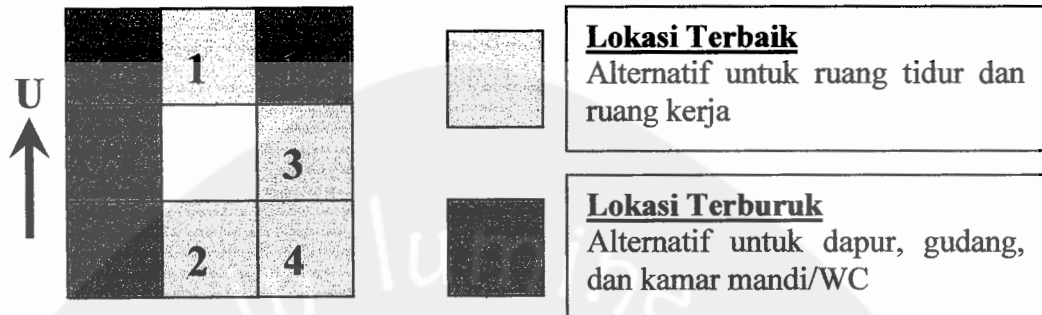 U
1
3
2
4
Lokasi Terbaik
Alternatif untuk ruang tidur dan
ruang kerja
Lokasi Terburuk
Alternatif untuk dapur, gudang,
dan kamar mandi/WC